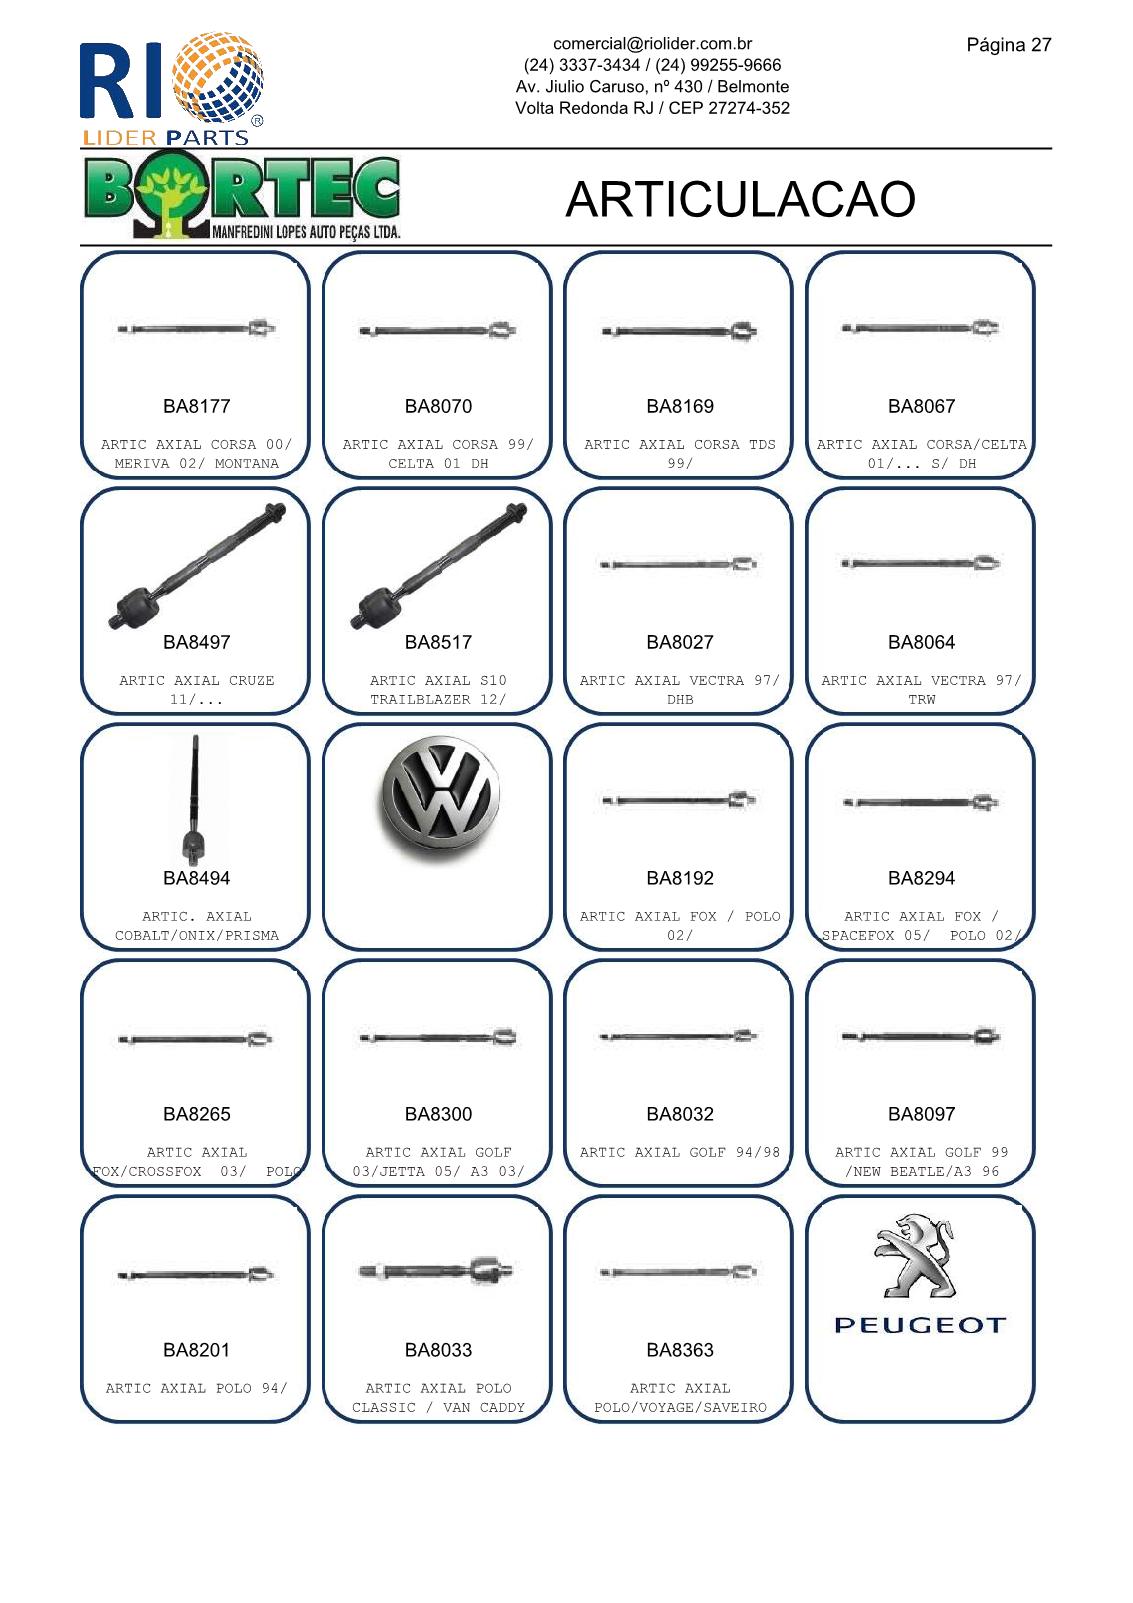 RIO
LIDER PARTS
®
comercial@riolider.com.br
(24) 3337-3434 / (24) 99255-9666
Av. Jiulio Caruso, nº 430 / Belmonte
Volta Redonda RJ / CEP 27274-352
Página 27
BORTEC
MANFREDINI LOPES AUTO PEÇAS LTDA.
ARTICULACAO
BA8177
ARTIC AXIAL CORSA 00/
MERIVA 02/ MONTANA
BA8070
ARTIC AXIAL CORSA 99/
CELTA 01 DH
BA8169
ARTIC AXIAL CORSA TDS
99/
BA8067
ARTIC AXIAL CORSA/CELTA
01/... S/ DH
BA8497
ARTIC AXIAL CRUZE
11/...
BA8517
ARTIC AXIAL S10
TRAILBLAZER 12/
BA8027
ARTIC AXIAL VECTRA 97/
DHB
BA8064
ARTIC AXIAL VECTRA 97/
TRW
BA8494
ARTIC. AXIAL
COBALT/ONIX/PRISMA
VW
BA8192
ARTIC AXIAL FOX / POLO
02/
BA8294
ARTIC AXIAL FOX /
SPACEFOX 05/  POLO 02/
BA8265
ARTIC AXIAL
FOX/CROSSFOX  03/  POLO
BA8300
ARTIC AXIAL GOLF
03/JETTA 05/ A3 03/
BA8032
ARTIC AXIAL GOLF 94/98
BA8097
ARTIC AXIAL GOLF 99
/NEW BEATLE/A3 96
BA8201
ARTIC AXIAL POLO 94/
BA8033
ARTIC AXIAL POLO
CLASSIC / VAN CADDY
BA8363
ARTIC AXIAL
POLO/VOYAGE/SAVEIRO
PEUGEOT